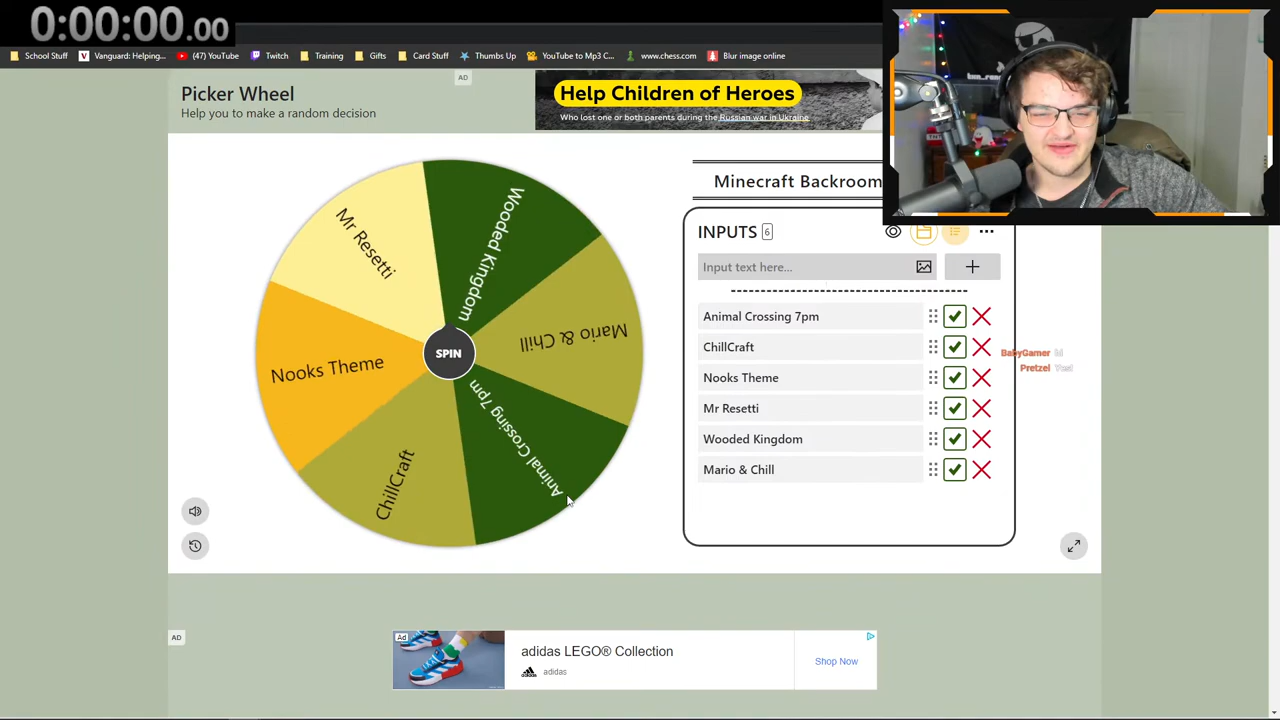 0:00:00.00
School Stuff
Vanguard: Helping...
(47) YouTube
Twitch
Training
Gifts
Card Stuff
Thumbs Up
YouTube to Mp3 C...
www.chess.com
Blur image online
Picker Wheel
Help you to make a random decision
AD
Help Children of Heroes
Who lost one or both parents during the Russian war in Ukraine
Minecraft Backroom
Mr Resetti
Wooded Kingdom
Mario & Chill
Animal Crossing 7pm
ChillCraft
Nooks Theme
SPIN
INPUTS 6
Input text here...
Animal Crossing 7pm
ChillCraft
Nooks Theme
Mr Resetti
Wooded Kingdom
Mario & Chill
BabyGamer
Pretzel
AD
Ad
adidas LEGO® Collection
adidas
Shop Now